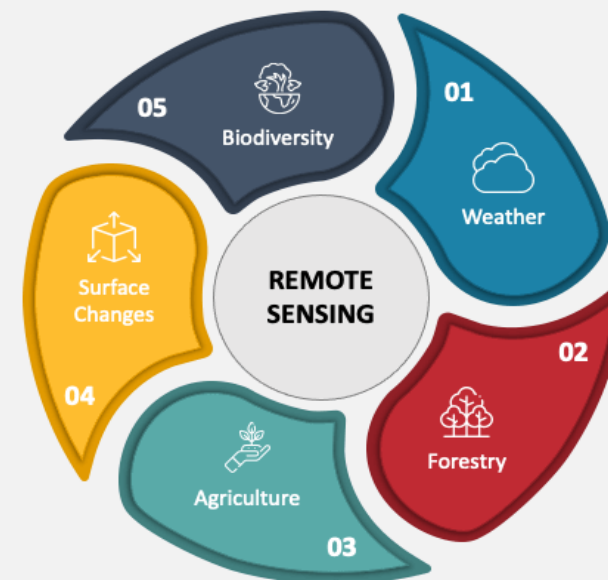 REMOTE
SENSING
01
Weather
02
Forestry
03
Agriculture
04
Surface
Changes
05
Biodiversity